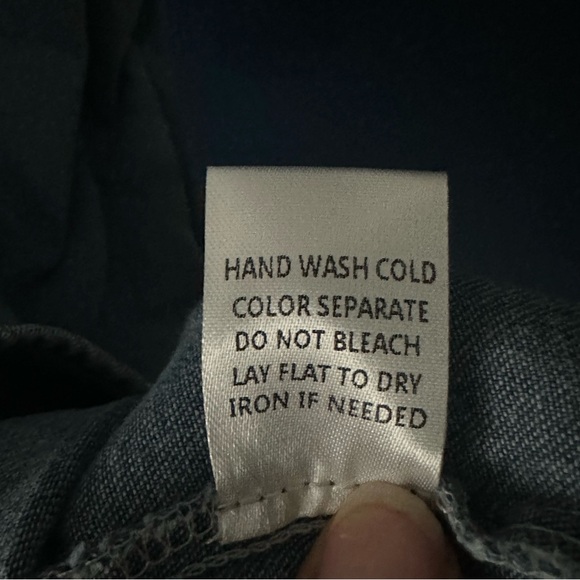 HAND WASH COLD
COLOR SEPARATE
DO NOT BLEACH
LAY FLAT TO DRY
IRON IF NEEDED